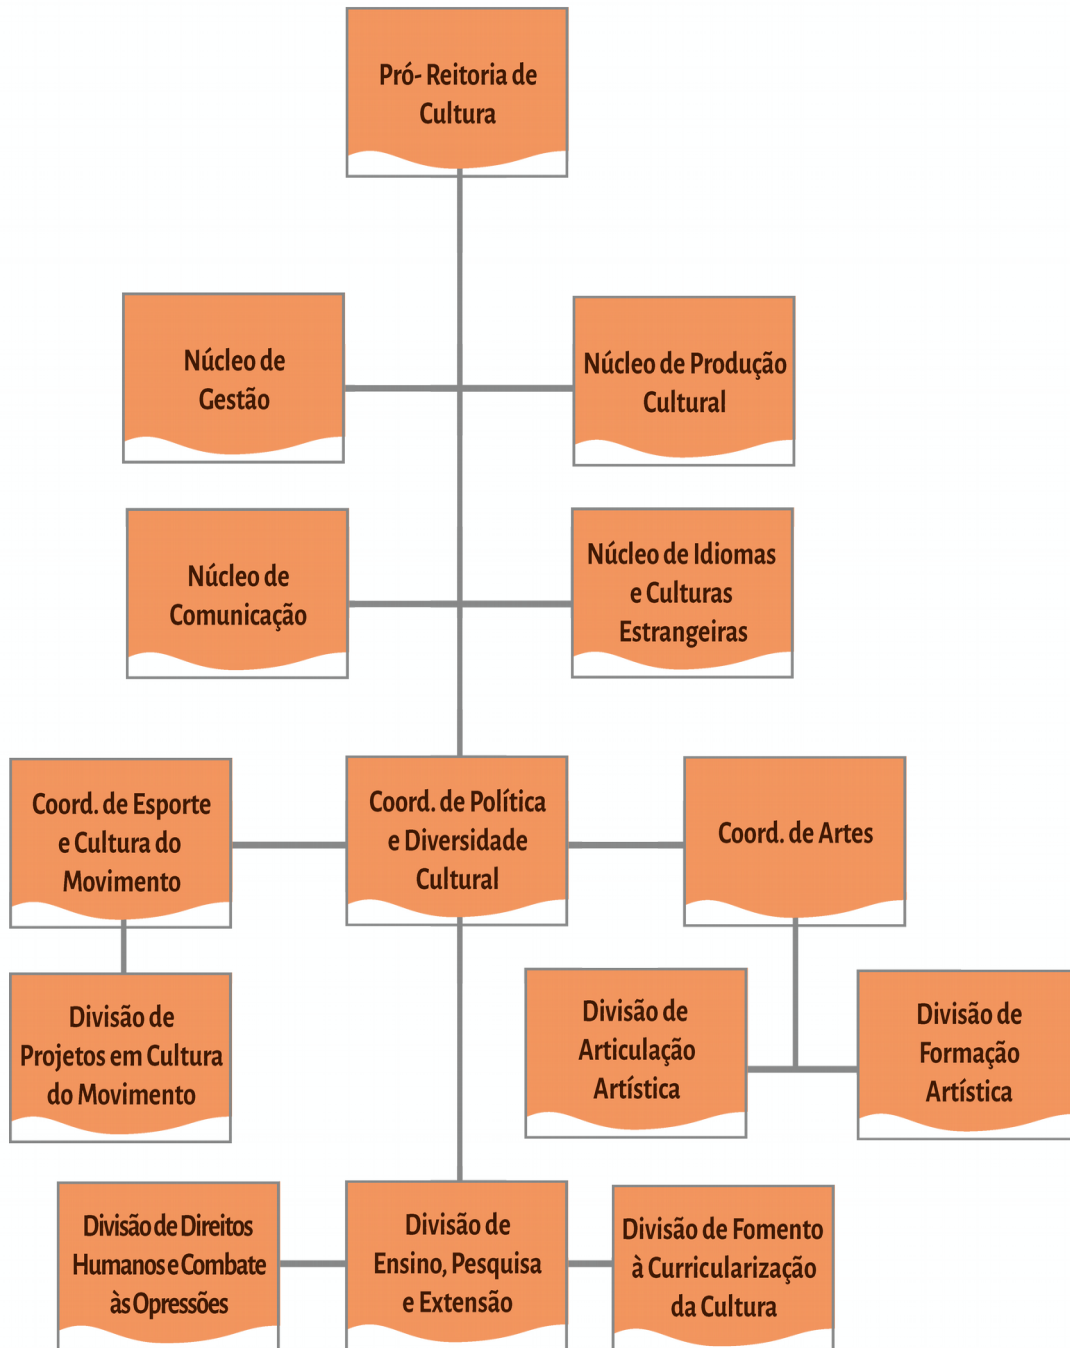 Pró- Reitoria de
Cultura
Núcleo de
Gestão
Núcleo de Produção
Cultural
Núcleo de
Comunicação
Núcleo de Idiomas
e Culturas
Estrangeiras
Coord. de Esporte
e Cultura do
Movimento
Coord. de Política
e Diversidade
Cultural
Coord. de Artes
Divisão de
Projetos em Cultura
do Movimento
Divisão de
Articulação
Artística
Divisão de
Formação
Artística
Divisão de Direitos
Humanos e Combate
às Opressões
Divisão de
Ensino, Pesquisa
e Extensão
Divisão de Fomento
à Curricularização
da Cultura